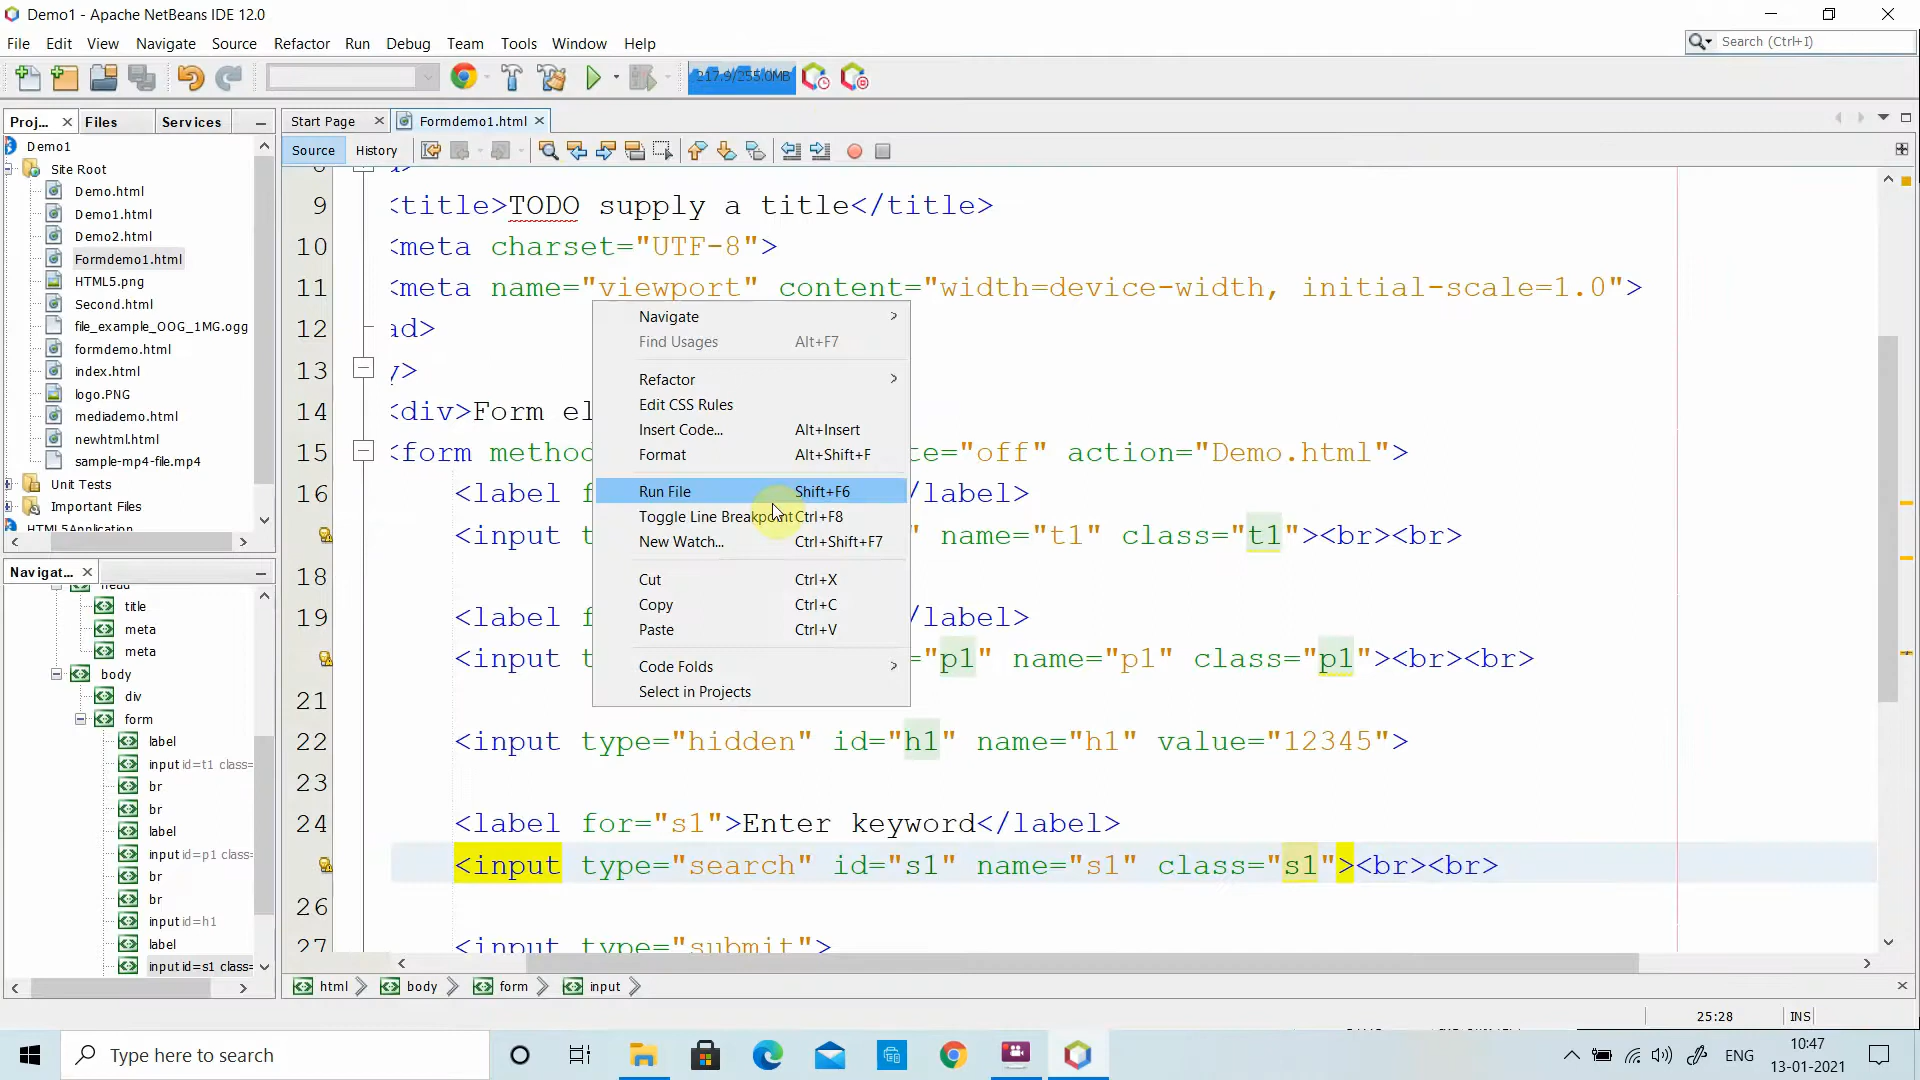 Demo1 - Apache NetBeans IDE 12.0
File Edit View Navigate Source Refactor Run Debug Team Tools Window Help
Search (Ctrl+I)
217.9/255.0MB
Proj... Files Services
Start Page Formdemo1.html
Source History
Demo1
Site Root
Demo.html
Demo1.html
Demo2.html
Formdemo1.html
HTML5.png
Second.html
file_example_OOG_1MG.ogg
formdemo.html
index.html
logo.PNG
mediademo.html
newhtml.html
sample-mp4-file.mp4
Unit Tests
Important Files
HTML5Application
Navigat...
head
title
meta
meta
body
div
form
label
input id=t1 class=
br
br
label
input id=p1 class=
br
br
input id=h1
label
input id=s1 class=
9 <title>TODO supply a title</title>
10 <meta charset="UTF-8">
11 <meta name="viewport" content="width=device-width, initial-scale=1.0">
12 ad>
13 y>
14 <div>Form el
15 <form method te="off" action="Demo.html">
16 <label f /label>
<input t " name="t1" class="t1"><br><br>
18
19 <label f /label>
<input t ="p1" name="p1" class="p1"><br><br>
21
22 <input type="hidden" id="h1" name="h1" value="12345">
23
24 <label for="s1">Enter keyword</label>
<input type="search" id="s1" name="s1" class="s1"><br><br>
26
27 <input type="submit">
Navigate
Find Usages Alt+F7
Refactor
Edit CSS Rules
Insert Code... Alt+Insert
Format Alt+Shift+F
Run File Shift+F6
Toggle Line Breakpoint Ctrl+F8
New Watch... Ctrl+Shift+F7
Cut Ctrl+X
Copy Ctrl+C
Paste Ctrl+V
Code Folds
Select in Projects
html body form input
25:28 INS
Type here to search
ENG
10:47
13-01-2021